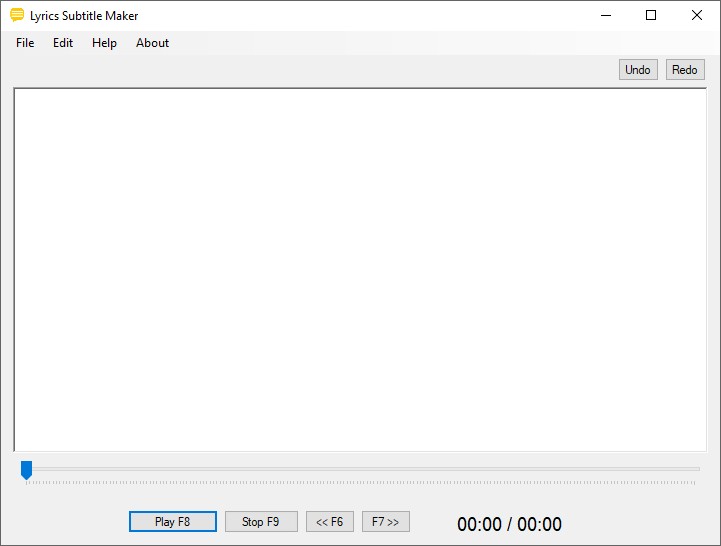 Lyrics Subtitle Maker
File Edit Help About
Undo Redo
Play F8 Stop F9 << F6 F7 >> 00:00 / 00:00